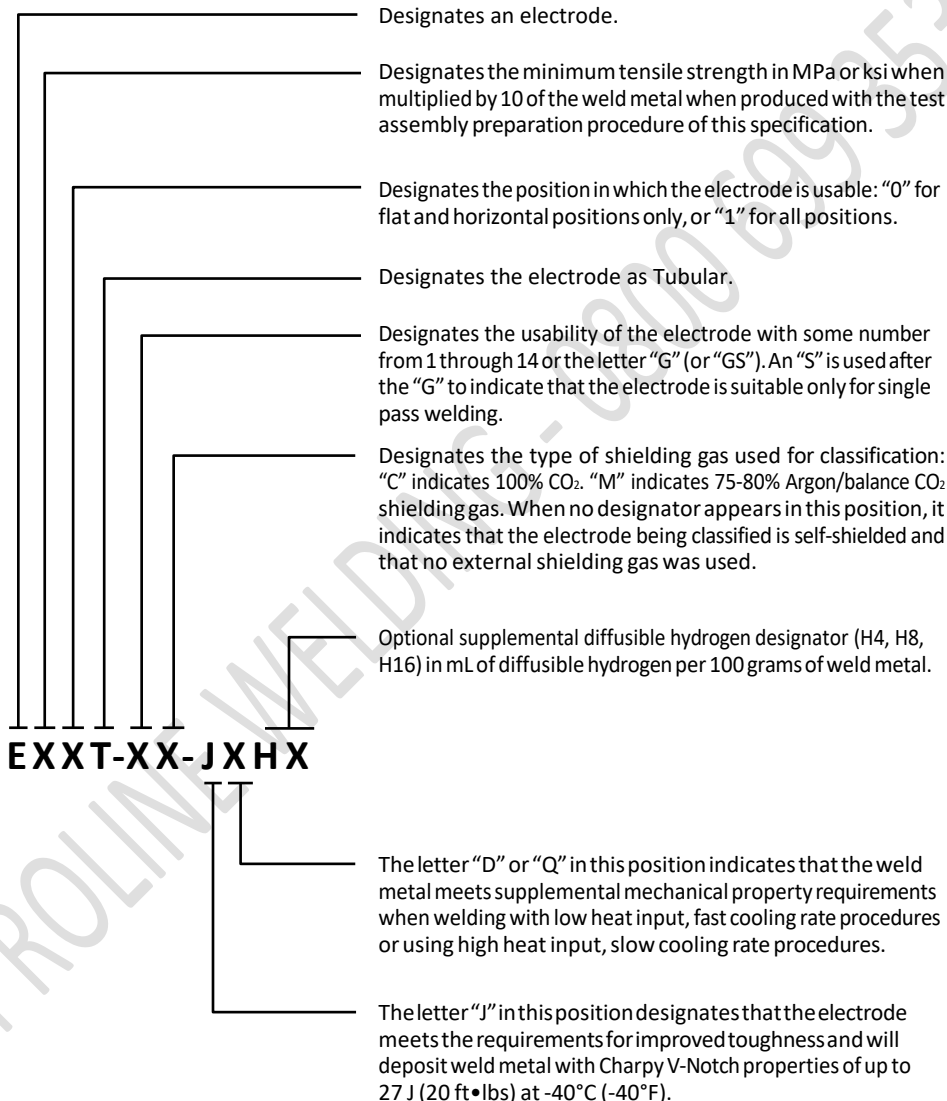 Designates an electrode.
Designates the minimum tensile strength in MPa or ksi when
multiplied by 10 of the weld metal when produced with the test
assembly preparation procedure of this specification.
Designates the position in which the electrode is usable: “0” for
flat and horizontal positions only, or “1” for all positions.
Designates the electrode as Tubular.
Designates the usability of the electrode with some number
from 1 through 14 or the letter “G” (or “GS”). An “S” is used after
the “G” to indicate that the electrode is suitable only for single
pass welding.
Designates the type of shielding gas used for classification:
“C” indicates 100% CO₂. “M” indicates 75-80% Argon/balance CO₂
shielding gas. When no designator appears in this position, it
indicates that the electrode being classified is self-shielded and
that no external shielding gas was used.
Optional supplemental diffusible hydrogen designator (H4, H8,
H16) in mL of diffusible hydrogen per 100 grams of weld metal.
EXXT-XX-JXHX
The letter “D” or “Q” in this position indicates that the weld
metal meets supplemental mechanical property requirements
when welding with low heat input, fast cooling rate procedures
or using high heat input, slow cooling rate procedures.
The letter “J” in this position designates that the electrode
meets the requirements for improved toughness and will
deposit weld metal with Charpy V-Notch properties of up to
27 J (20 ft•lbs) at -40°C (-40°F).
PROLINE WELDING - 0800 699 353